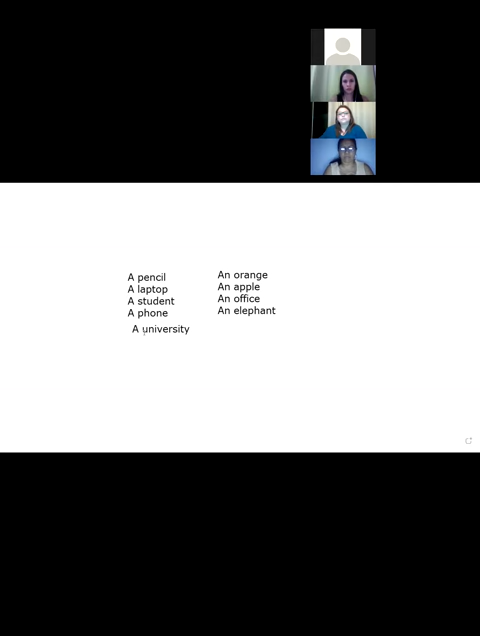 A pencil
A laptop
A student
A phone
A university
An orange
An apple
An office
An elephant